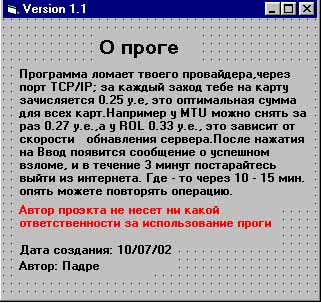 Version 1.1
О проге
Программа ломает твоего провайдера,через
порт TCP/IP; за каждый заход тебе на карту
зачисляется 0.25 у.е, это оптимальная сумма
для всех карт.Например у MTU можно снять за
раз 0.27 у.е.,а у ROL 0.33 у.е., это зависит от
скорости обнавления сервера.После нажатия
на Ввод появится сообщение о успешном
взломе, и в течение 3 минут постарайтесь
выйти из интернета. Где - то через 10 - 15 мин.
опять можете повторять операцию.
Автор проэкта не несет ни какой
ответственности за использование проги
Дата создания: 10/07/02
Автор: Падре